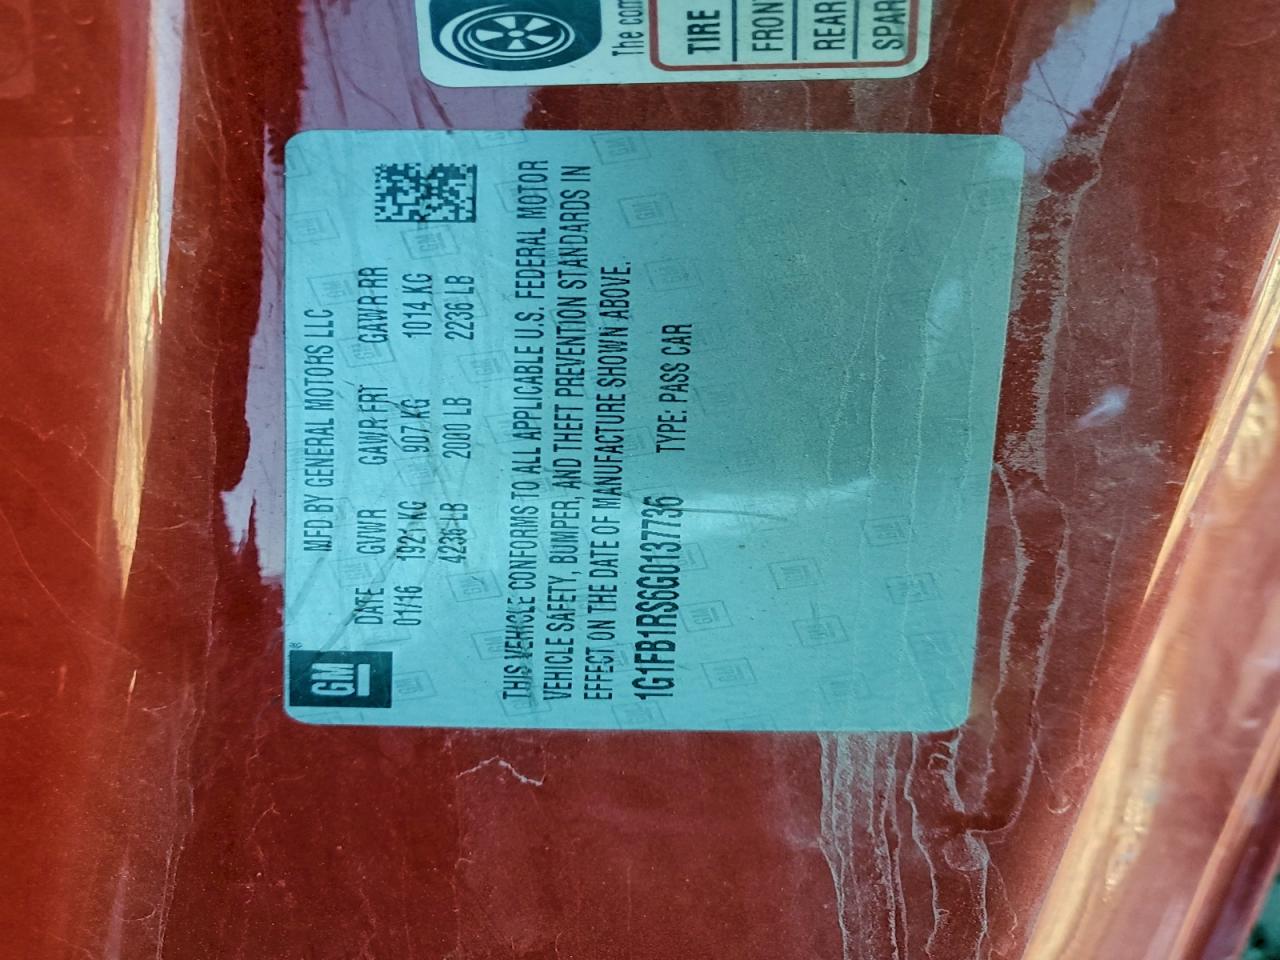 GM
MFD BY GENERAL MOTORS LLC
DATE GVWR GAWR FRT GAWR RR
01/16 1921 KG 907 KG 1014 KG
4236 LB 2000 LB 2236 LB
THIS VEHICLE CONFORMS TO ALL APPLICABLE U.S. FEDERAL MOTOR
VEHICLE SAFETY, BUMPER, AND THEFT PREVENTION STANDARDS IN
EFFECT ON THE DATE OF MANUFACTURE SHOWN ABOVE.
1G1FB1RS6G0137736 TYPE: PASS CAR
The com
TIRE
FRONT
REAR
SPAR